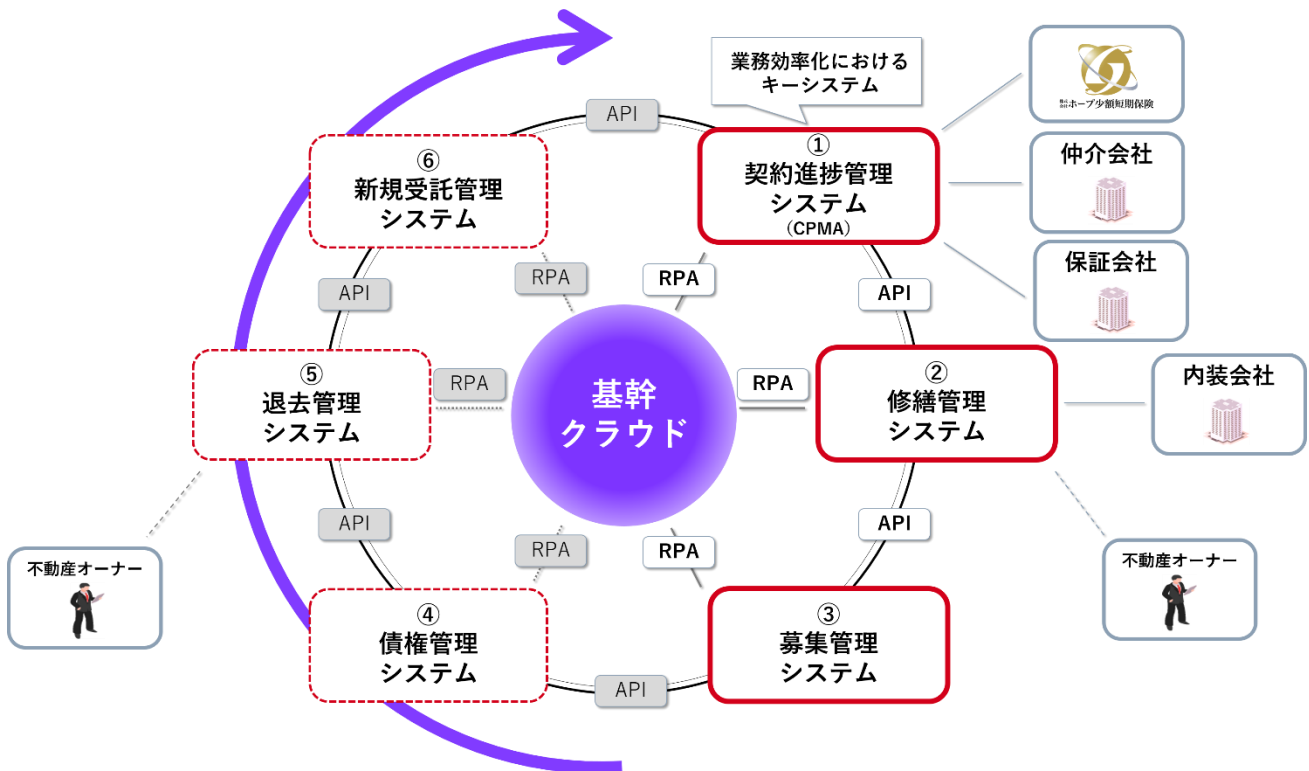 業務効率化における
キーシステム
株式
会社ホープ少額短期保険
API
⑥
新規受託管理
システム
①
契約進捗管理
システム
（CPMA）
仲介会社
保証会社
RPA
RPA
API
API
⑤
退去管理
システム
RPA
基幹
クラウド
RPA
②
修繕管理
システム
内装会社
API
API
RPA
RPA
不動産オーナー
不動産オーナー
④
債権管理
システム
③
募集管理
システム
API